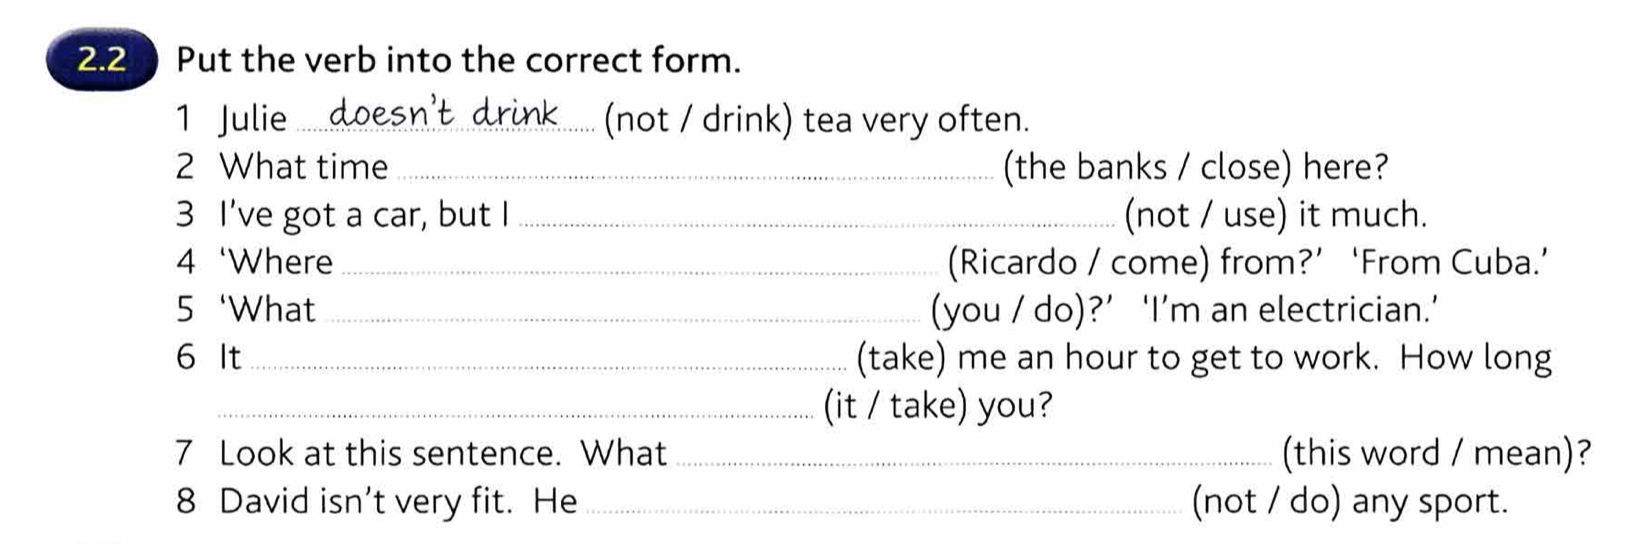 2.2 Put the verb into the correct form.
1 Julie doesn't drink (not / drink) tea very often.
2 What time ........ (the banks / close) here?
3 I've got a car, but I ........ (not / use) it much.
4 ‘Where ........ (Ricardo / come) from?’ ‘From Cuba.’
5 ‘What ........ (you / do)?’ ‘I'm an electrician.’
6 It ........ (take) me an hour to get to work. How long
........ (it / take) you?
7 Look at this sentence. What ........ (this word / mean)?
8 David isn't very fit. He ........ (not / do) any sport.